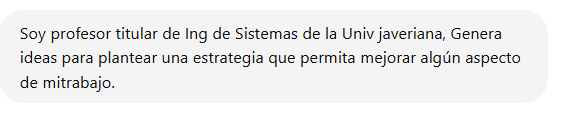 Soy profesor titular de Ing de Sistemas de la Univ javeriana, Genera
ideas para plantear una estrategia que permita mejorar algún aspecto
de mitrabajo.